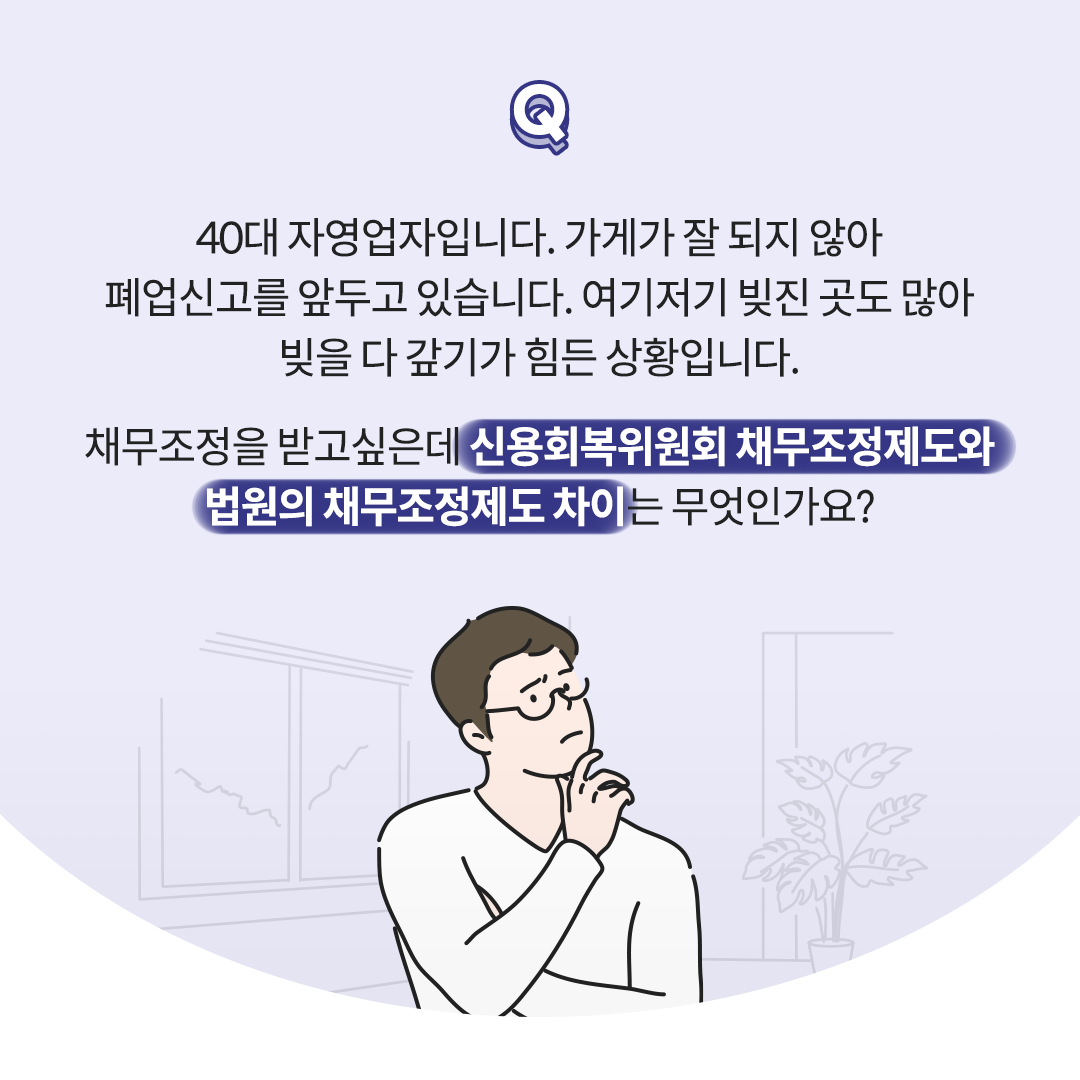 Q
40대 자영업자입니다. 가게가 잘 되지 않아
폐업신고를 앞두고 있습니다. 여기저기 빚진 곳도 많아
빚을 다 갚기가 힘든 상황입니다.
채무조정을 받고싶은데 신용회복위원회 채무조정제도와
법원의 채무조정제도 차이는 무엇인가요?